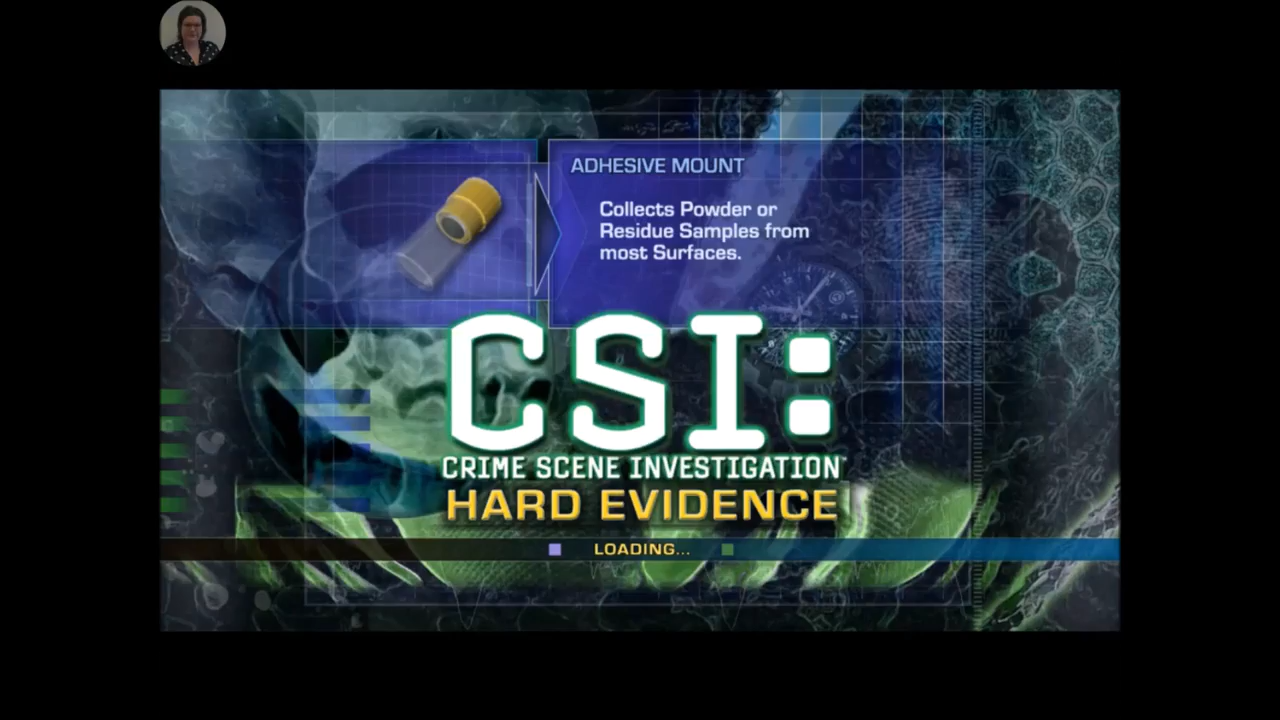 ADHESIVE MOUNT
Collects Powder or
Residue Samples from
most Surfaces.
CSI:
CRIME SCENE INVESTIGATION
HARD EVIDENCE
LOADING...